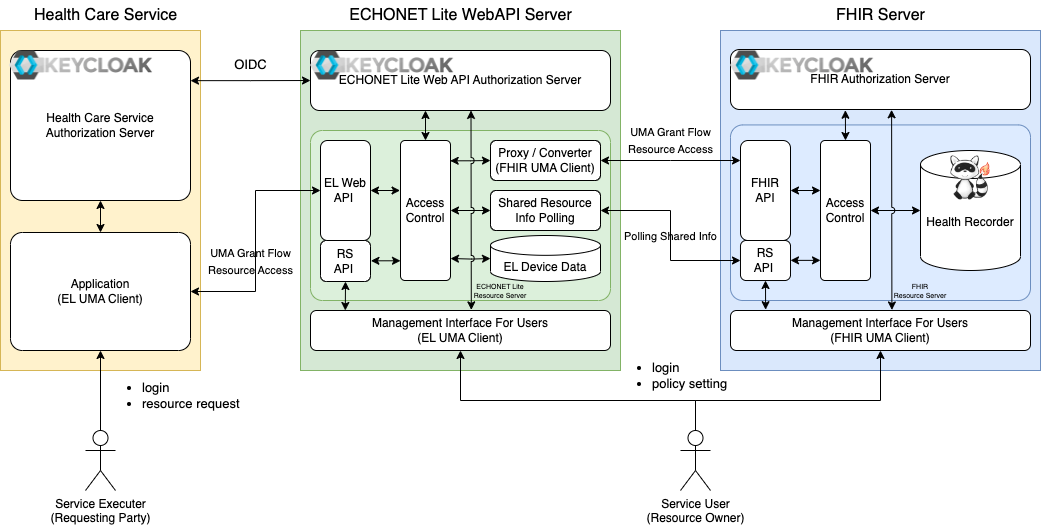 Health Care Service
KEYCLOAK
Health Care Service
Authorization Server
Application
(EL UMA Client)
OIDC
UMA Grant Flow
Resource Access
ECHONET Lite WebAPI Server
KEYCLOAK
ECHONET Lite Web API Authorization Server
EL Web
API
RS
API
Access
Control
Proxy / Converter
(FHIR UMA Client)
Shared Resource
Info Polling
EL Device Data
ECHONET Lite
Resource Server
Management Interface For Users
(EL UMA Client)
UMA Grant Flow
Resource Access
Polling Shared Info
FHIR Server
KEYCLOAK
FHIR Authorization Server
FHIR
API
RS
API
Access
Control
Health Recorder
FHIR
Resource Server
Management Interface For Users
(FHIR UMA Client)
• login
• resource request
Service Executer
(Requesting Party)
• login
• policy setting
Service User
(Resource Owner)